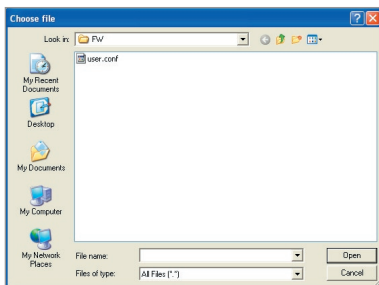 Choose file
Look in:
FW
user.conf
My Recent
Documents
Desktop
My Documents
My Computer
My Network
Places
File name:
Open
Files of type:
All Files (*.*)
Cancel